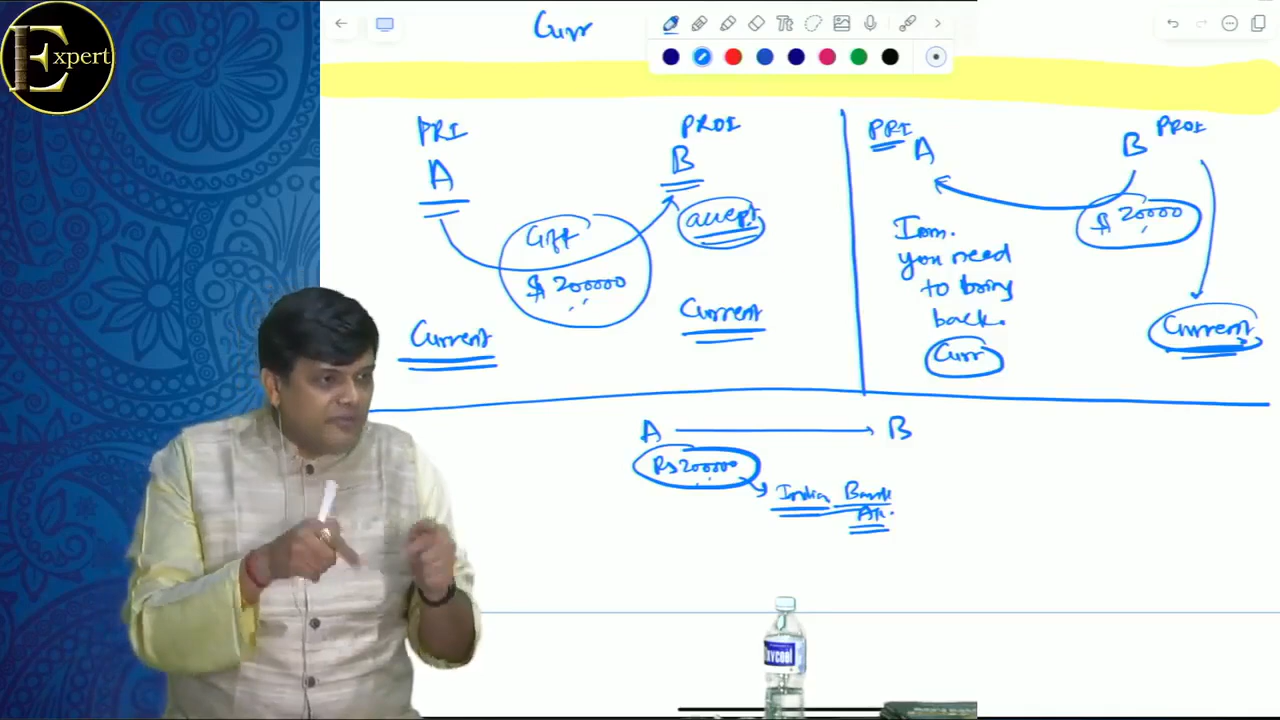 Expert
Curr
PRI
A
PROI
B
Gift
$ 200000
accept
Current
Current
PRI
A
B PROI
$ 20000
Imm.
you need
to bring
back.
Curr
Current
A
B
Rs 200000
India Bank
A/c.